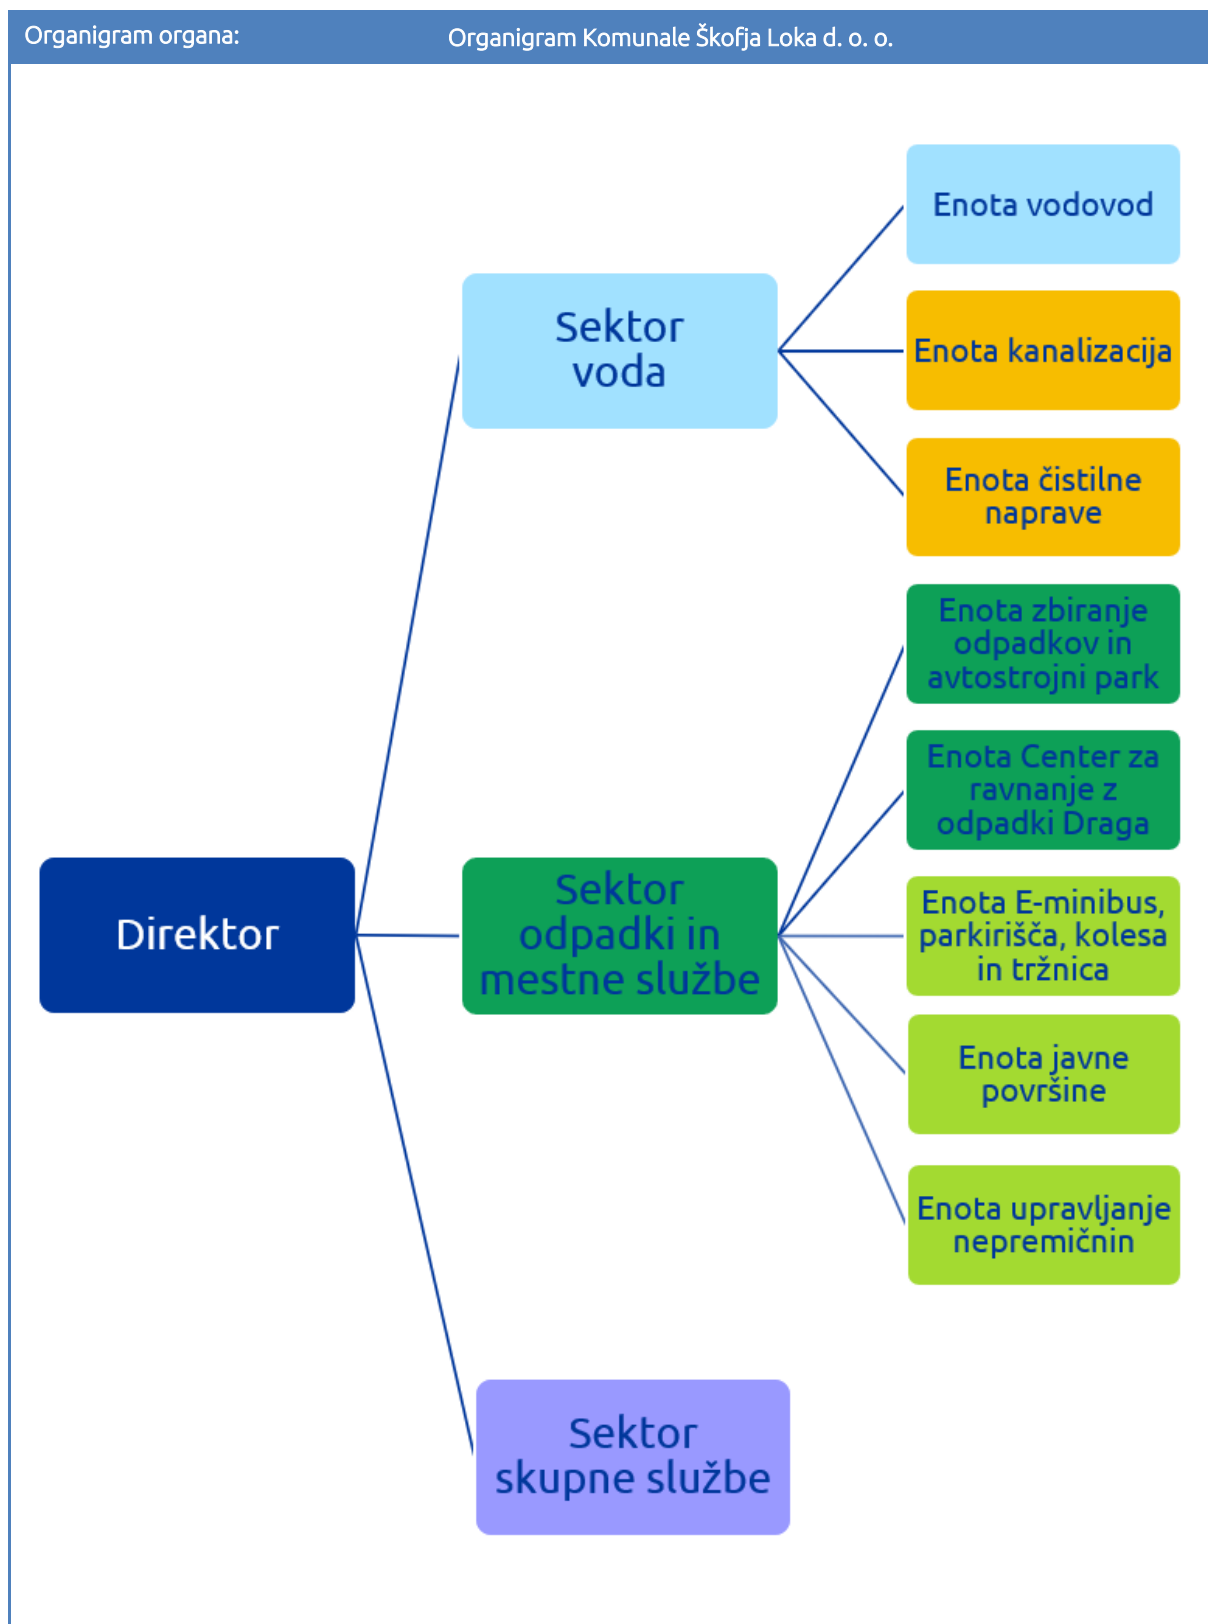 Organigram organa:
Organigram Komunale Škofja Loka d. o. o.
Enota vodovod
Sektor
voda
Enota kanalizacija
Enota čistilne
naprave
Enota zbiranje
odpadkov in
avtostrojni park
Enota Center za
ravnanje z
odpadki Draga
Direktor
Sektor
odpadki in
mestne službe
Enota E-minibus,
parkirišča, kolesa
in tržnica
Enota javne
površine
Enota upravljanje
nepremičnin
Sektor
skupne službe